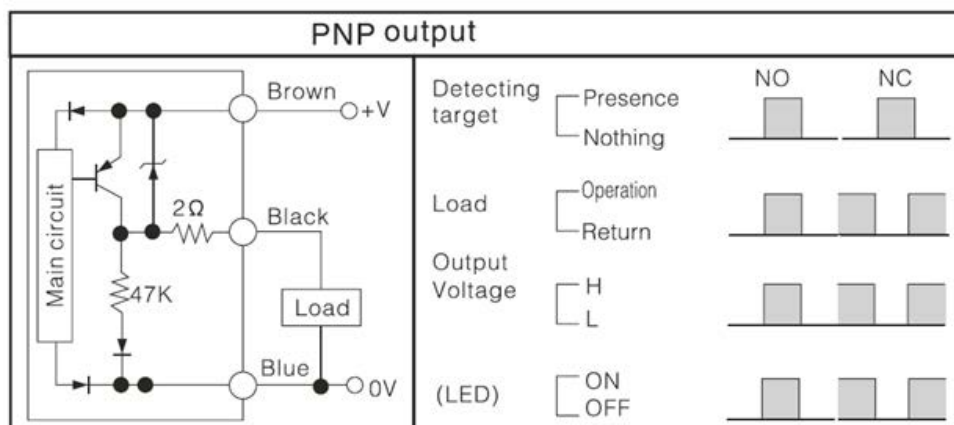 PNP output
Brown
+V
2Ω
Black
Main circuit
47K
Load
Blue
0V
Detecting
target
Presence
Nothing
NO
NC
Load
Operation
Return
Output
Voltage
H
L
(LED)
ON
OFF